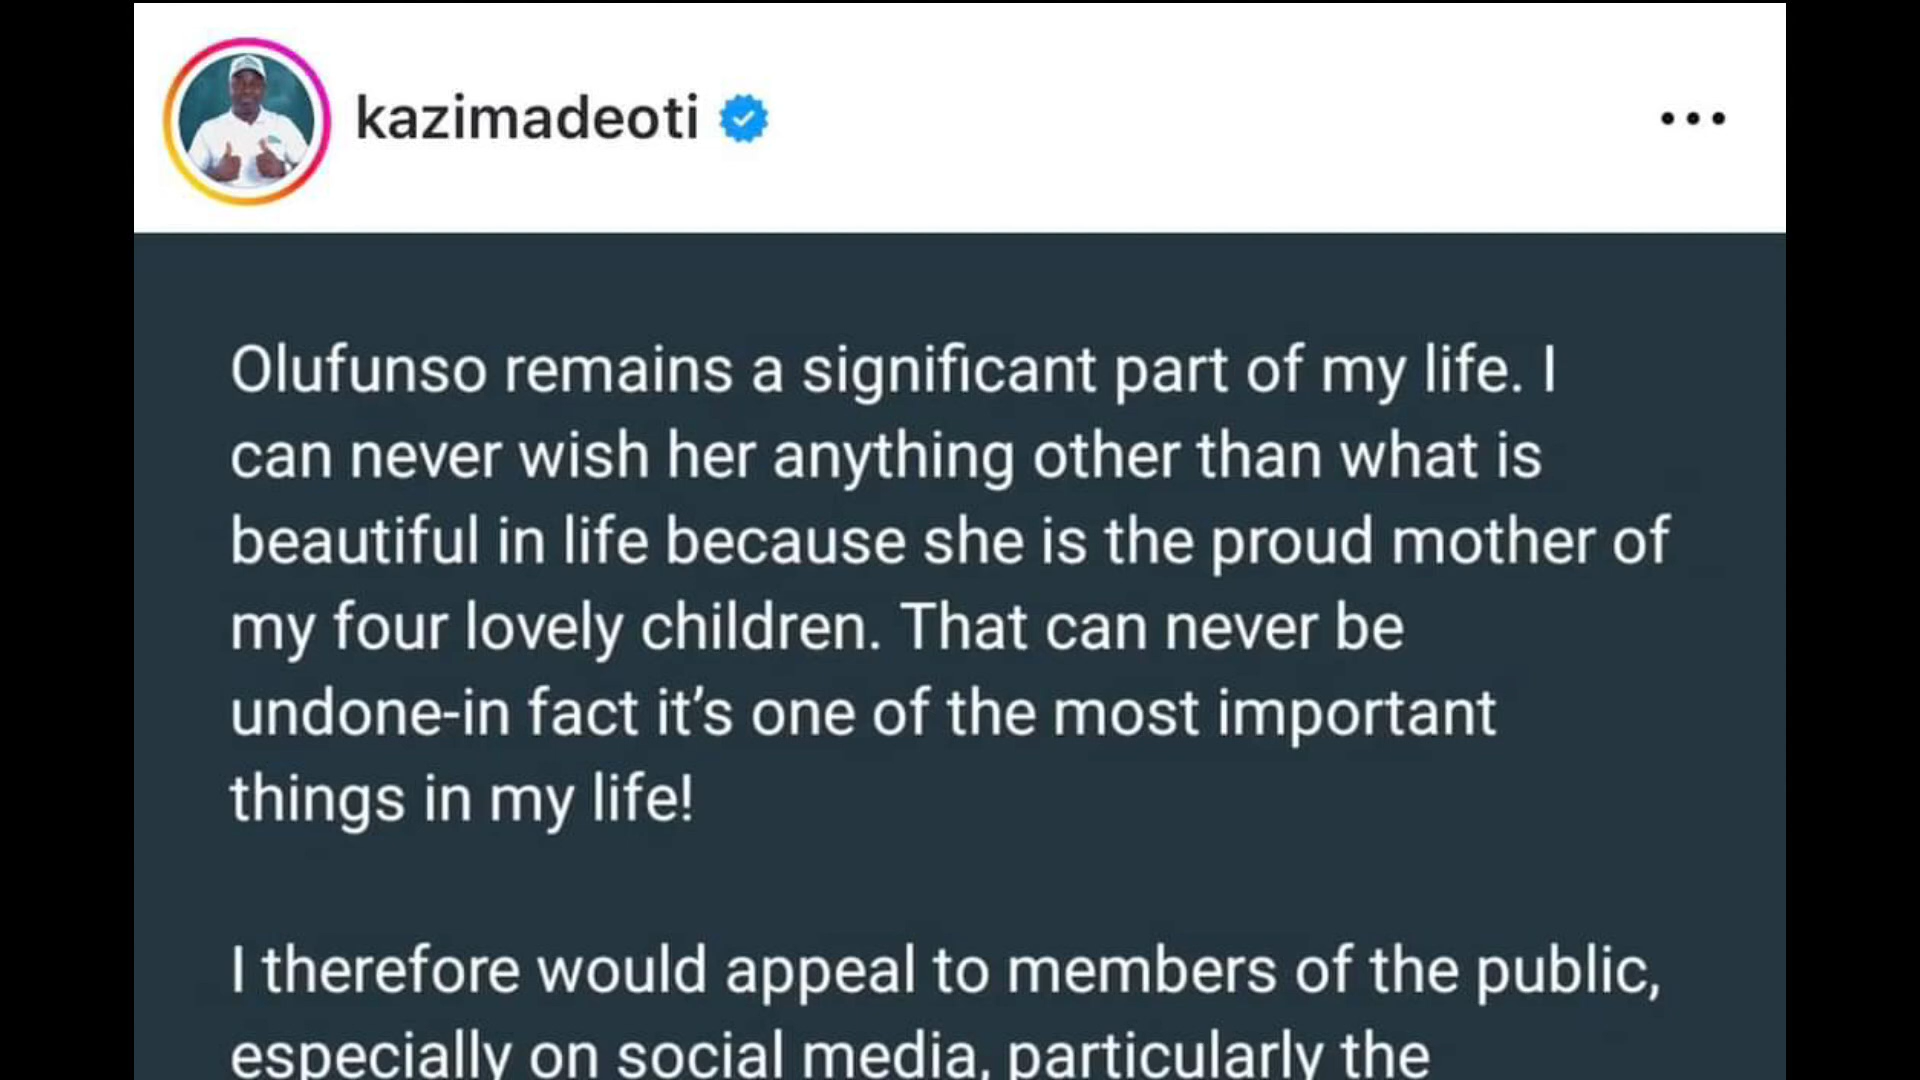 kazimadeoti
Olufunso remains a significant part of my life. I
can never wish her anything other than what is
beautiful in life because she is the proud mother of
my four lovely children. That can never be
undone-in fact it’s one of the most important
things in my life!
I therefore would appeal to members of the public,
especially on social media, particularly the